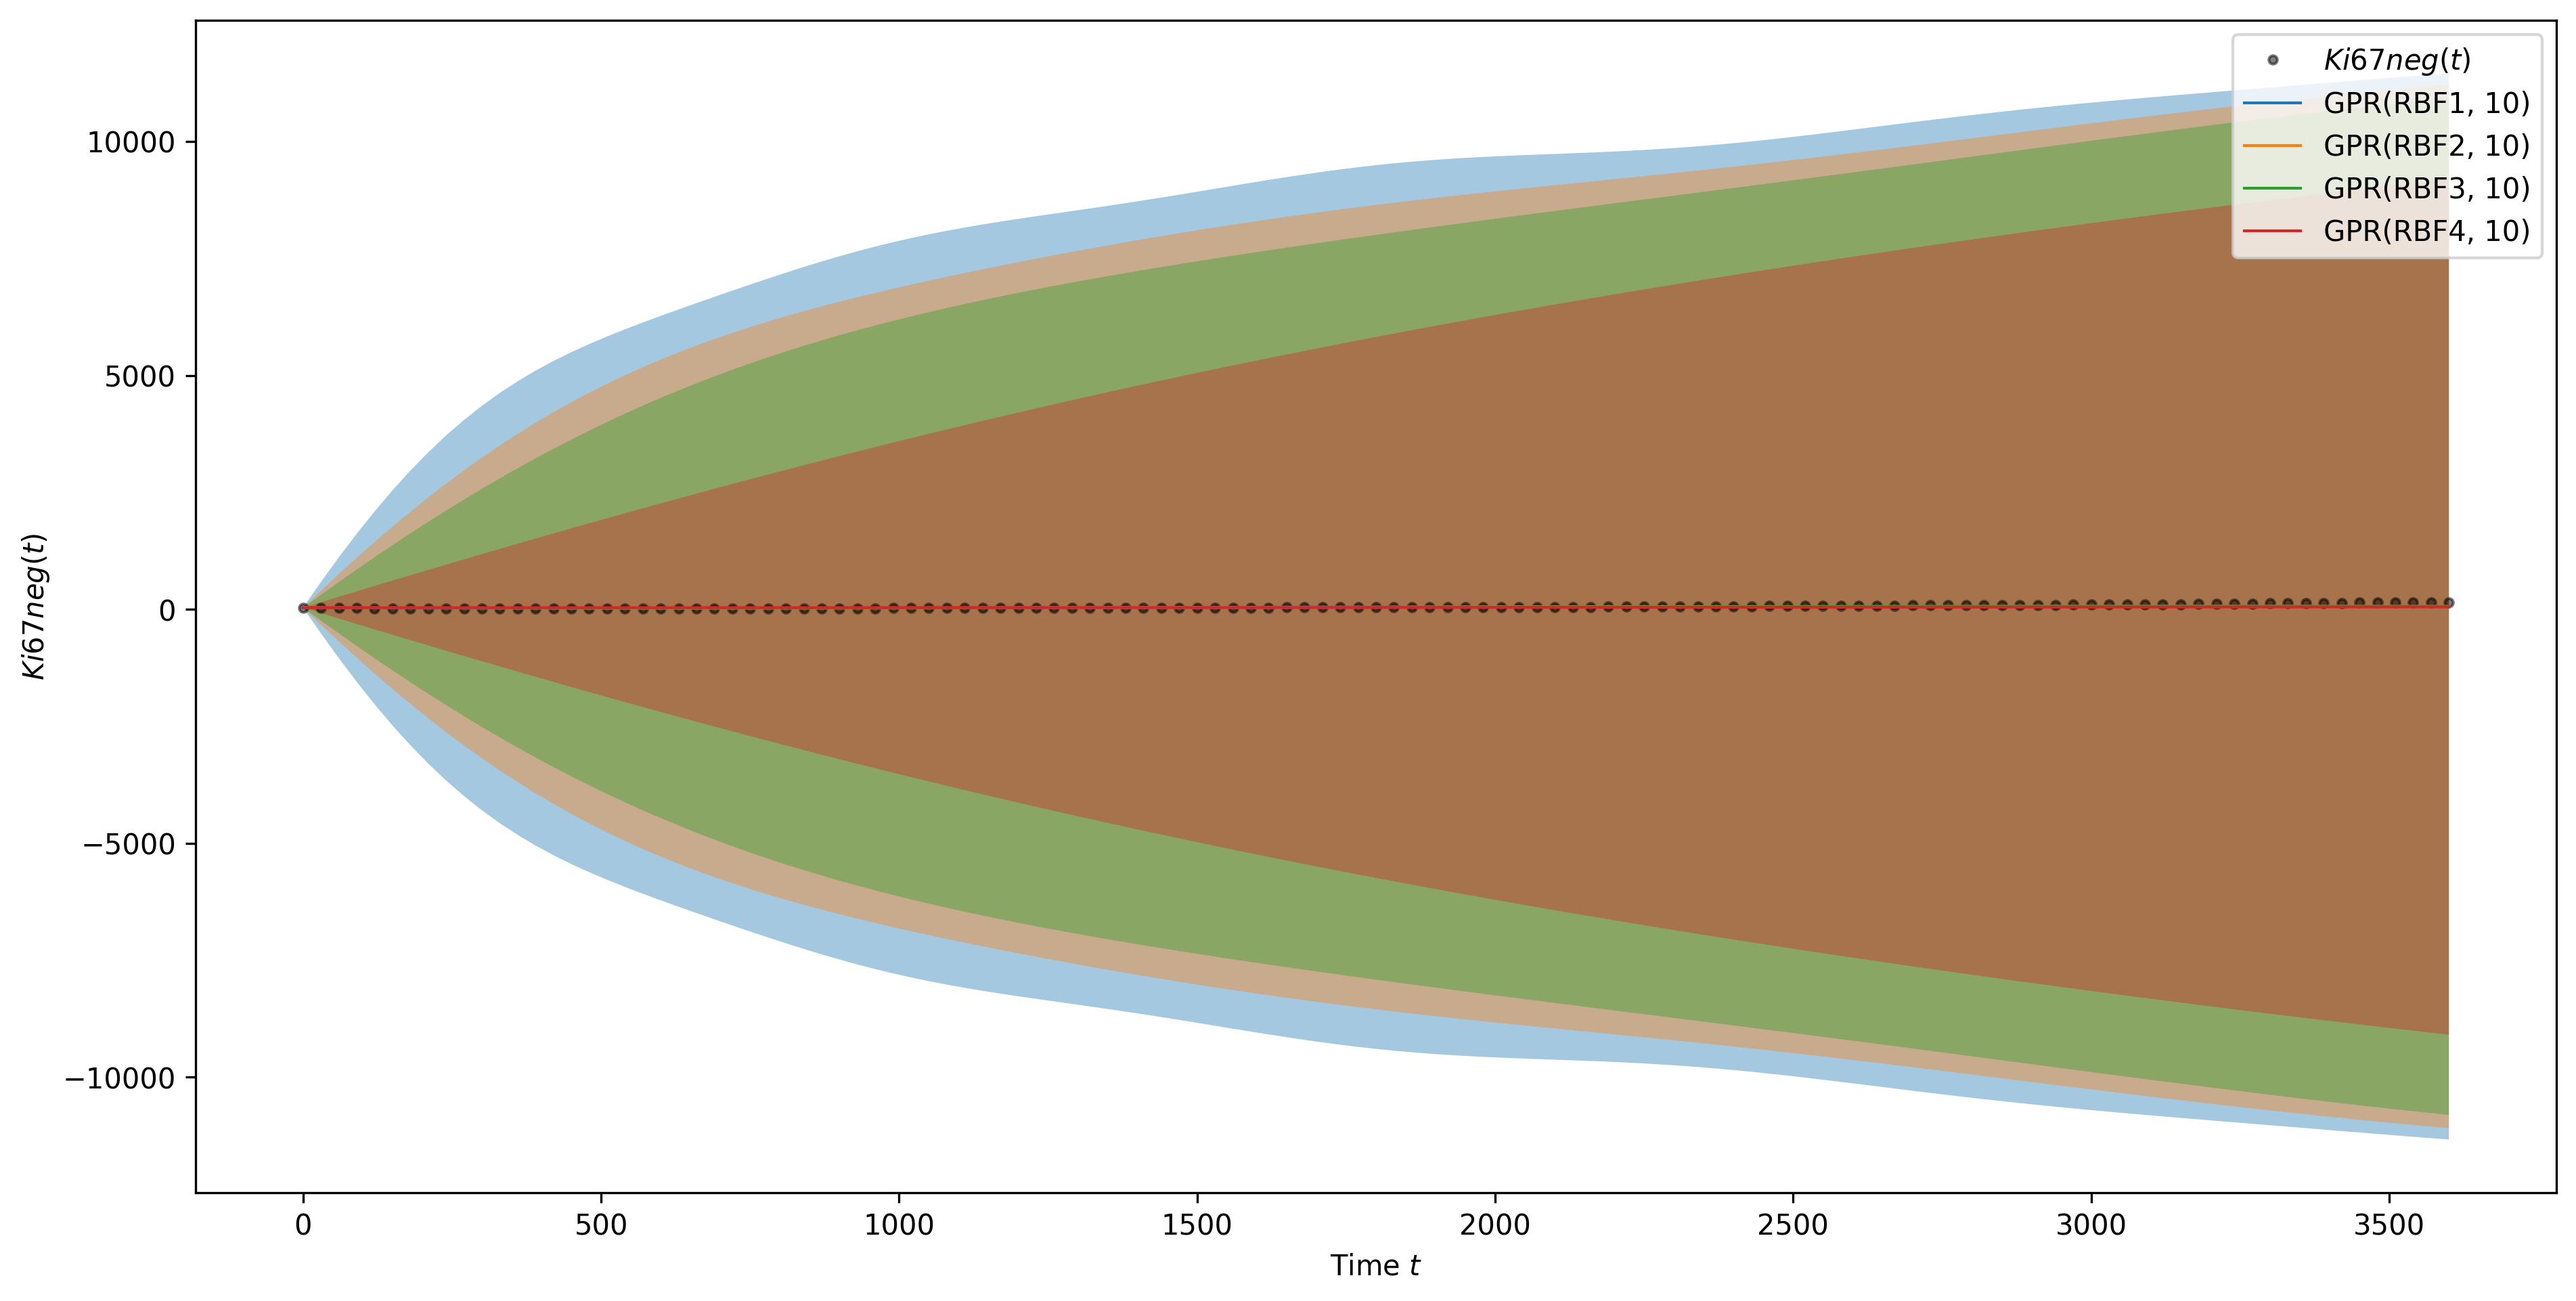 Ki67neg(t)
GPR(RBF1, 10)
GPR(RBF2, 10)
GPR(RBF3, 10)
GPR(RBF4, 10)
10000
5000
0
−5000
−10000
Ki67neg(t)
0 500 1000 1500 2000 2500 3000 3500
Time t